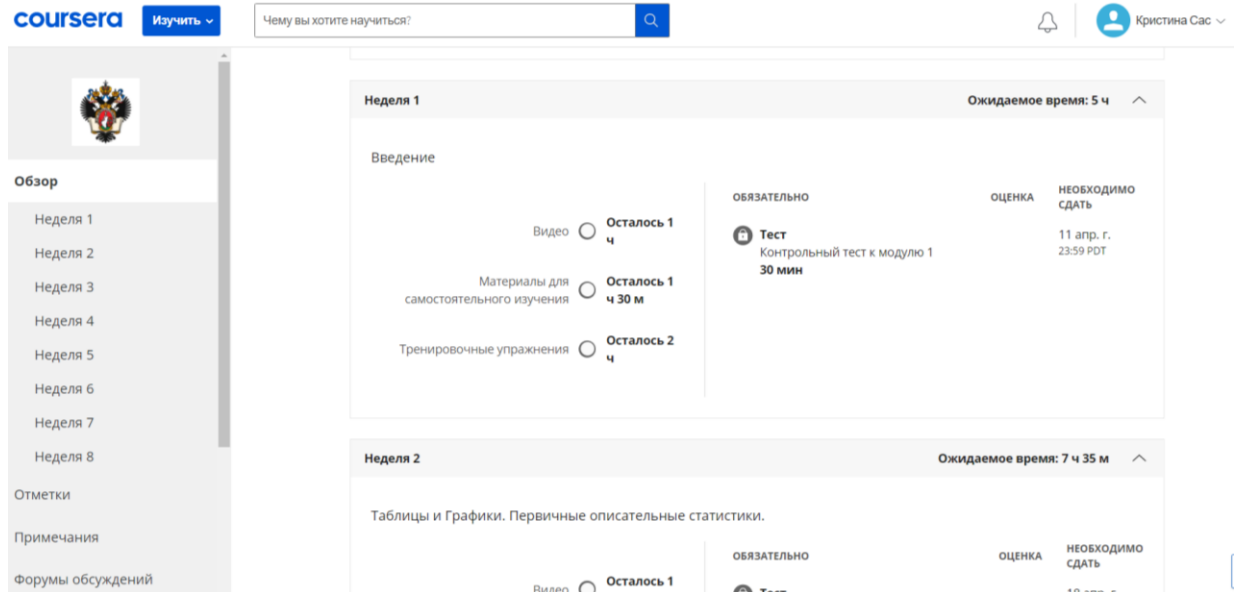 coursera
Изучить
Чему вы хотите научиться?
Кристина Сас
Обзор
Неделя 1
Неделя 2
Неделя 3
Неделя 4
Неделя 5
Неделя 6
Неделя 7
Неделя 8
Отметки
Примечания
Форумы обсуждений
Неделя 1
Ожидаемое время: 5 ч
Введение
Видео
Осталось 1
ч
Материалы для
самостоятельного изучения
Осталось 1
ч 30 м
Тренировочные упражнения
Осталось 2
ч
ОБЯЗАТЕЛЬНО
ОЦЕНКА
НЕОБХОДИМО
СДАТЬ
Тест
Контрольный тест к модулю 1
30 мин
11 апр. г.
23:59 PDT
Неделя 2
Ожидаемое время: 7 ч 35 м
Таблицы и Графики. Первичные описательные статистики.
Видео
Осталось 1
ОБЯЗАТЕЛЬНО
ОЦЕНКА
НЕОБХОДИМО
СДАТЬ
Тест